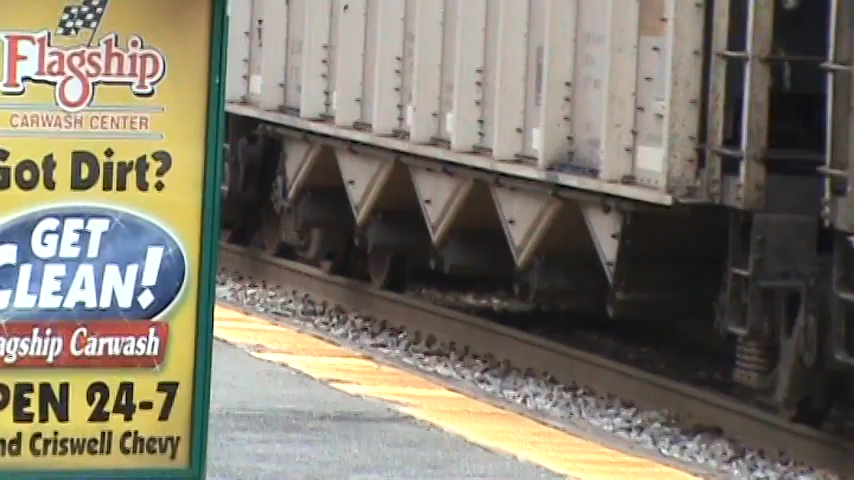 Flagship
CARWASH CENTER
Got Dirt?
GET
CLEAN!
agship Carwash
PEN 24-7
nd Criswell Chevy